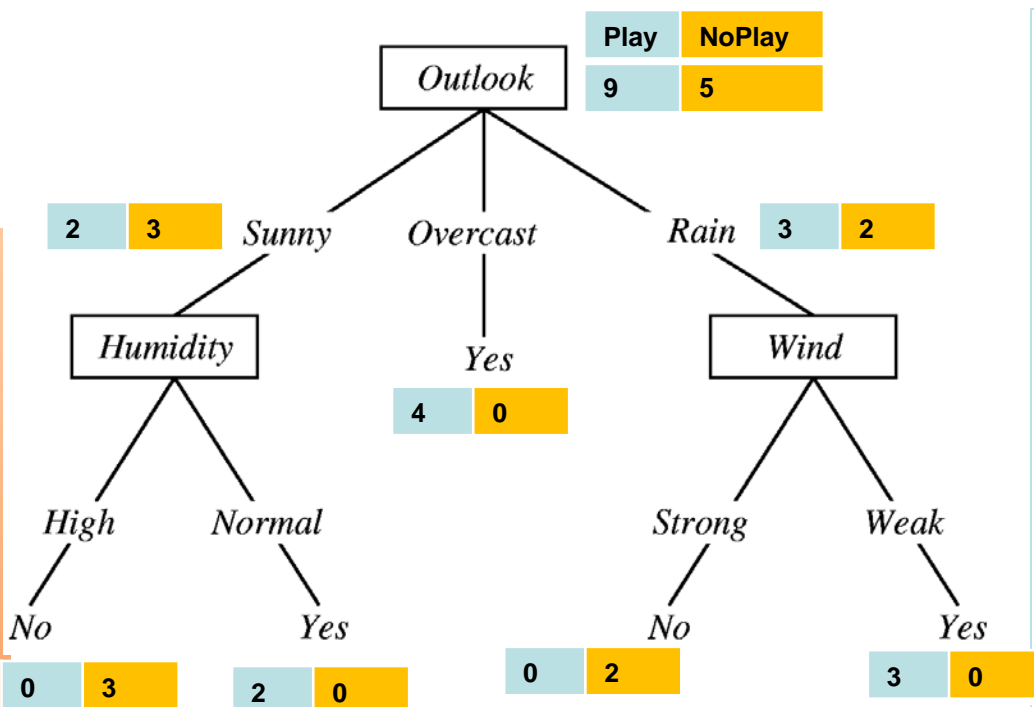 Play NoPlay
Outlook
9 5
2 3 Sunny Overcast Rain 3 2
Humidity Yes Wind
4 0
High Normal Strong Weak
No Yes No Yes
0 3 2 0 0 2 3 0